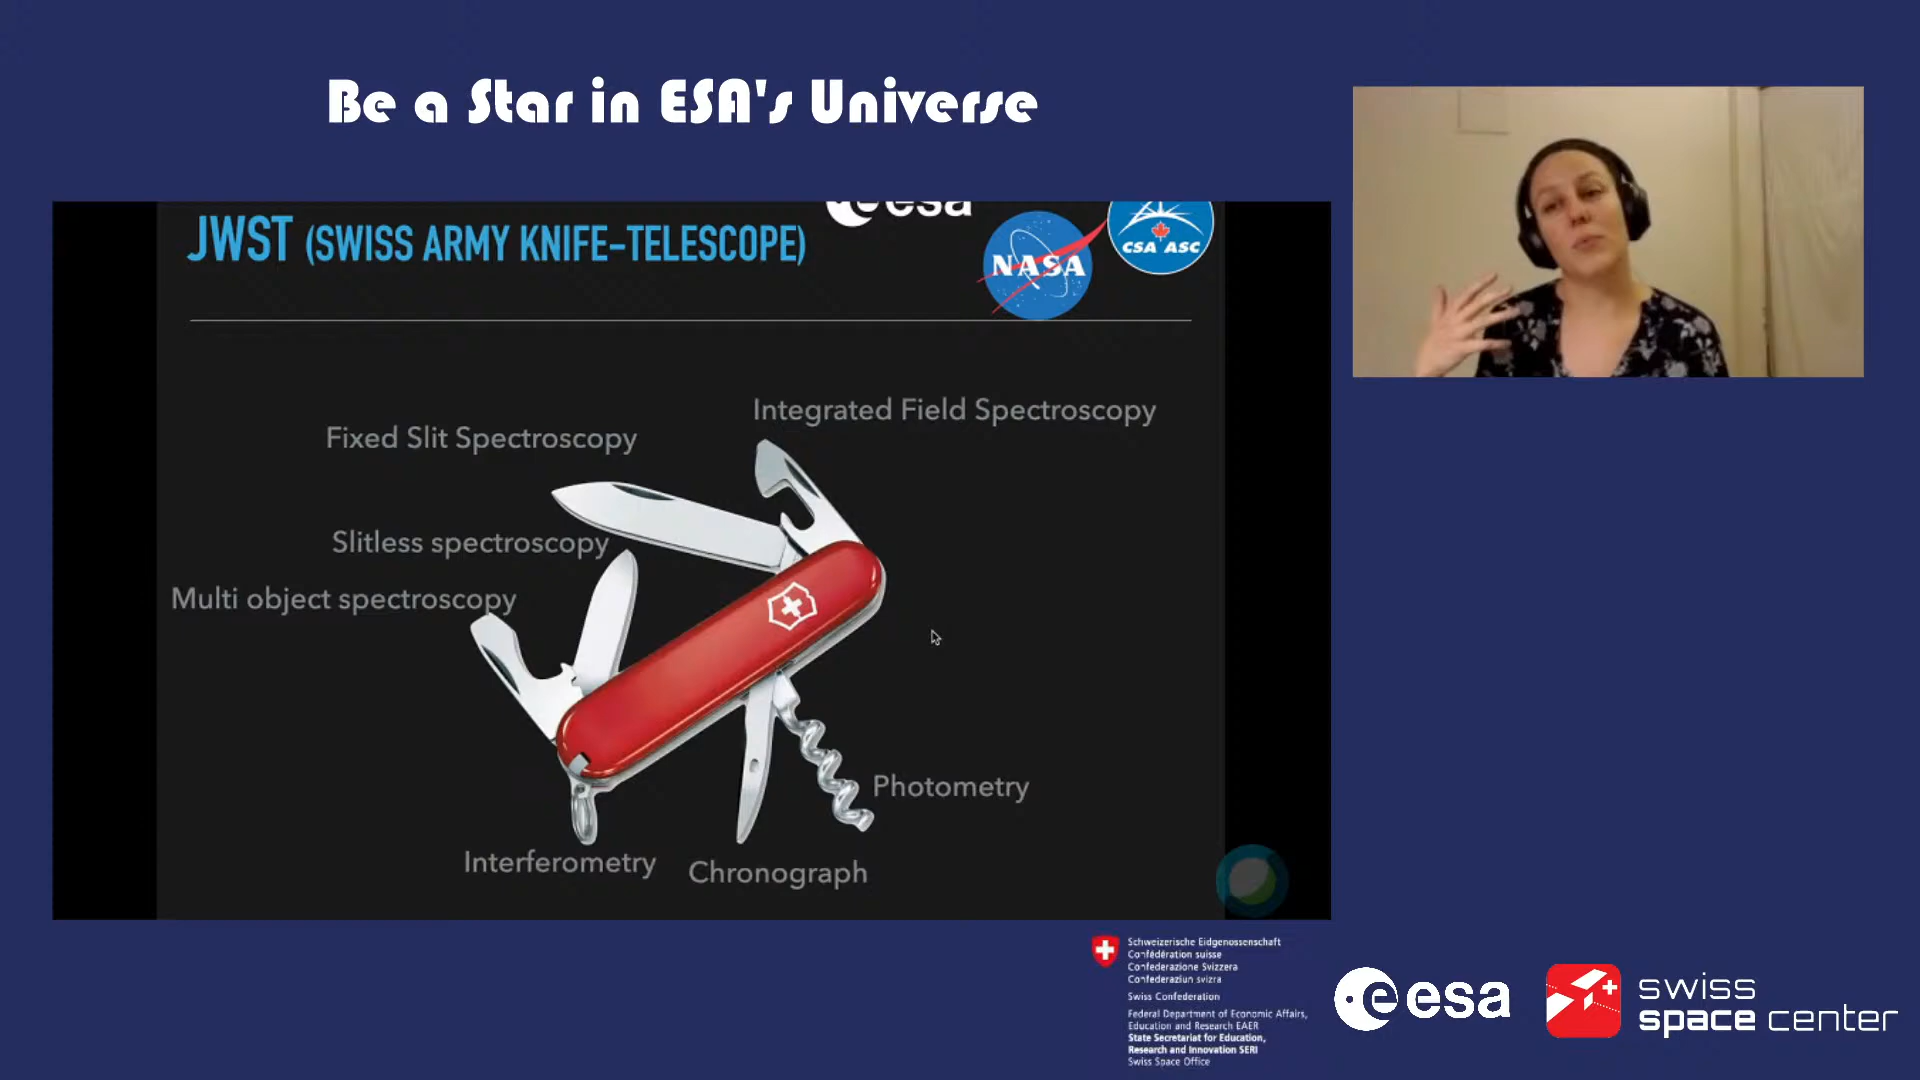 Be a Star in ESA's Universe
esa
JWST (SWISS ARMY KNIFE-TELESCOPE)
NASA
CSA ASC
Integrated Field Spectroscopy
Fixed Slit Spectroscopy
Slitless spectroscopy
Multi object spectroscopy
Photometry
Interferometry
Chronograph
Schweizerische Eidgenossenschaft
Confédération suisse
Confederazione Svizzera
Confederaziun svizra
Swiss Confederation
Federal Department of Economic Affairs,
Education and Research EAER
State Secretariat for Education,
Research and Innovation SERI
Swiss Space Office
esa
swiss
space center